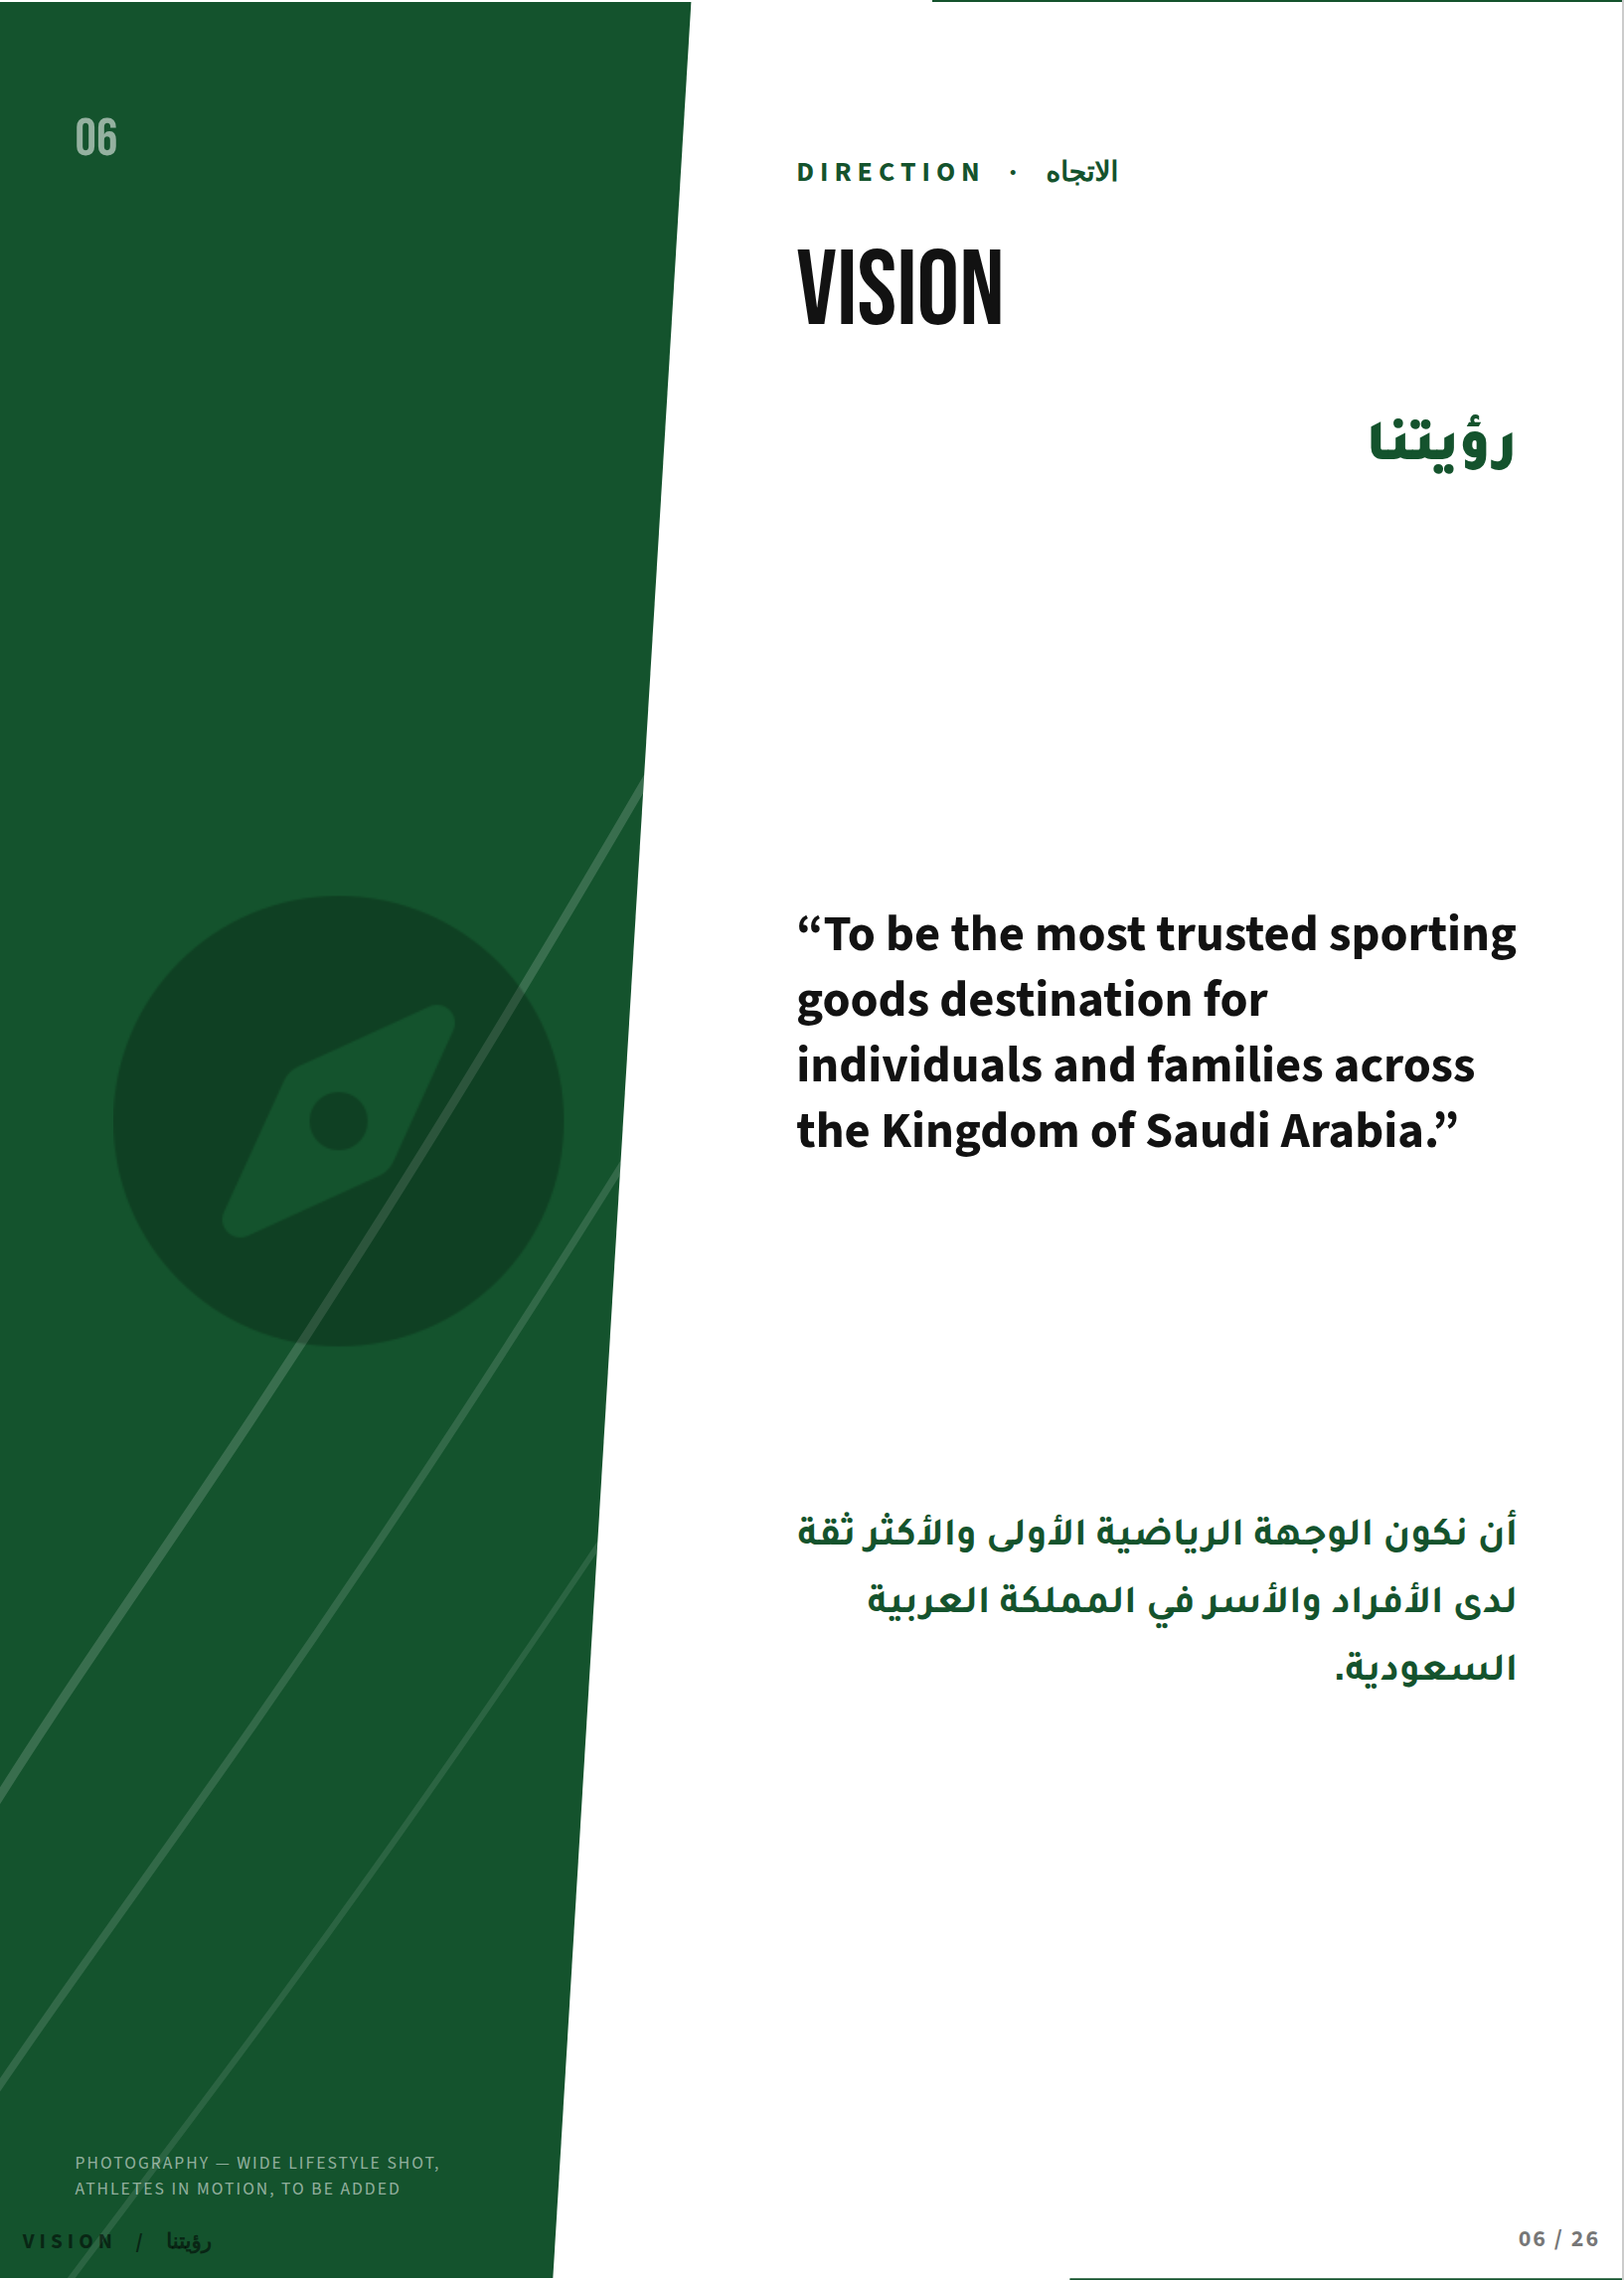 06
DIRECTION • الاتجاه
VISION
رؤيتنا
“To be the most trusted sporting
goods destination for
individuals and families across
the Kingdom of Saudi Arabia.”
أن نكون الوجهة الرياضية الأولى والأكثر ثقة
لدى الأفراد والأسر في المملكة العربية
السعودية.
PHOTOGRAPHY — WIDE LIFESTYLE SHOT,
ATHLETES IN MOTION, TO BE ADDED
VISION / رؤيتنا
06 / 26